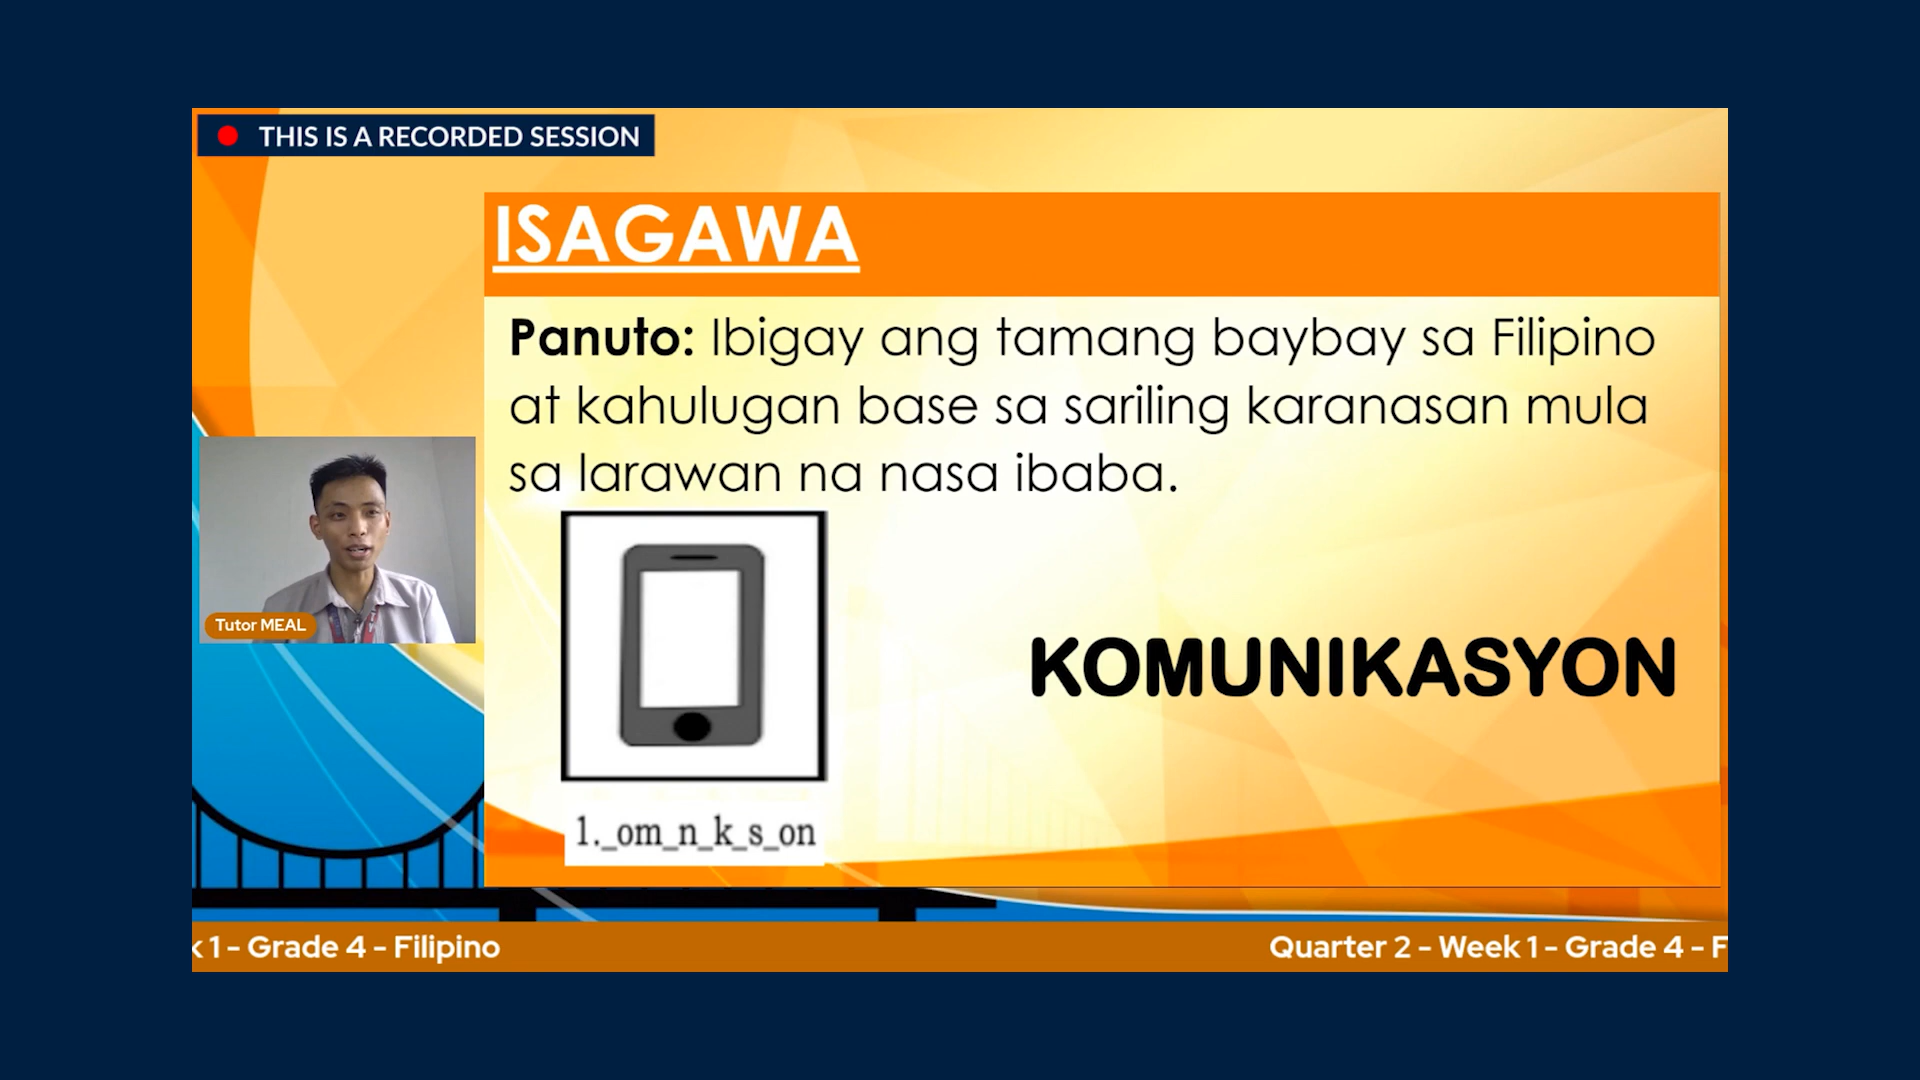 THIS IS A RECORDED SESSION
ISAGAWA
Panuto: Ibigay ang tamang baybay sa Filipino
at kahulugan base sa sariling karanasan mula
sa larawan na nasa ibaba.
Tutor MEAL
KOMUNIKASYON
1._om_n_k_s_on
k 1 - Grade 4 - Filipino
Quarter 2 - Week 1 - Grade 4 - F